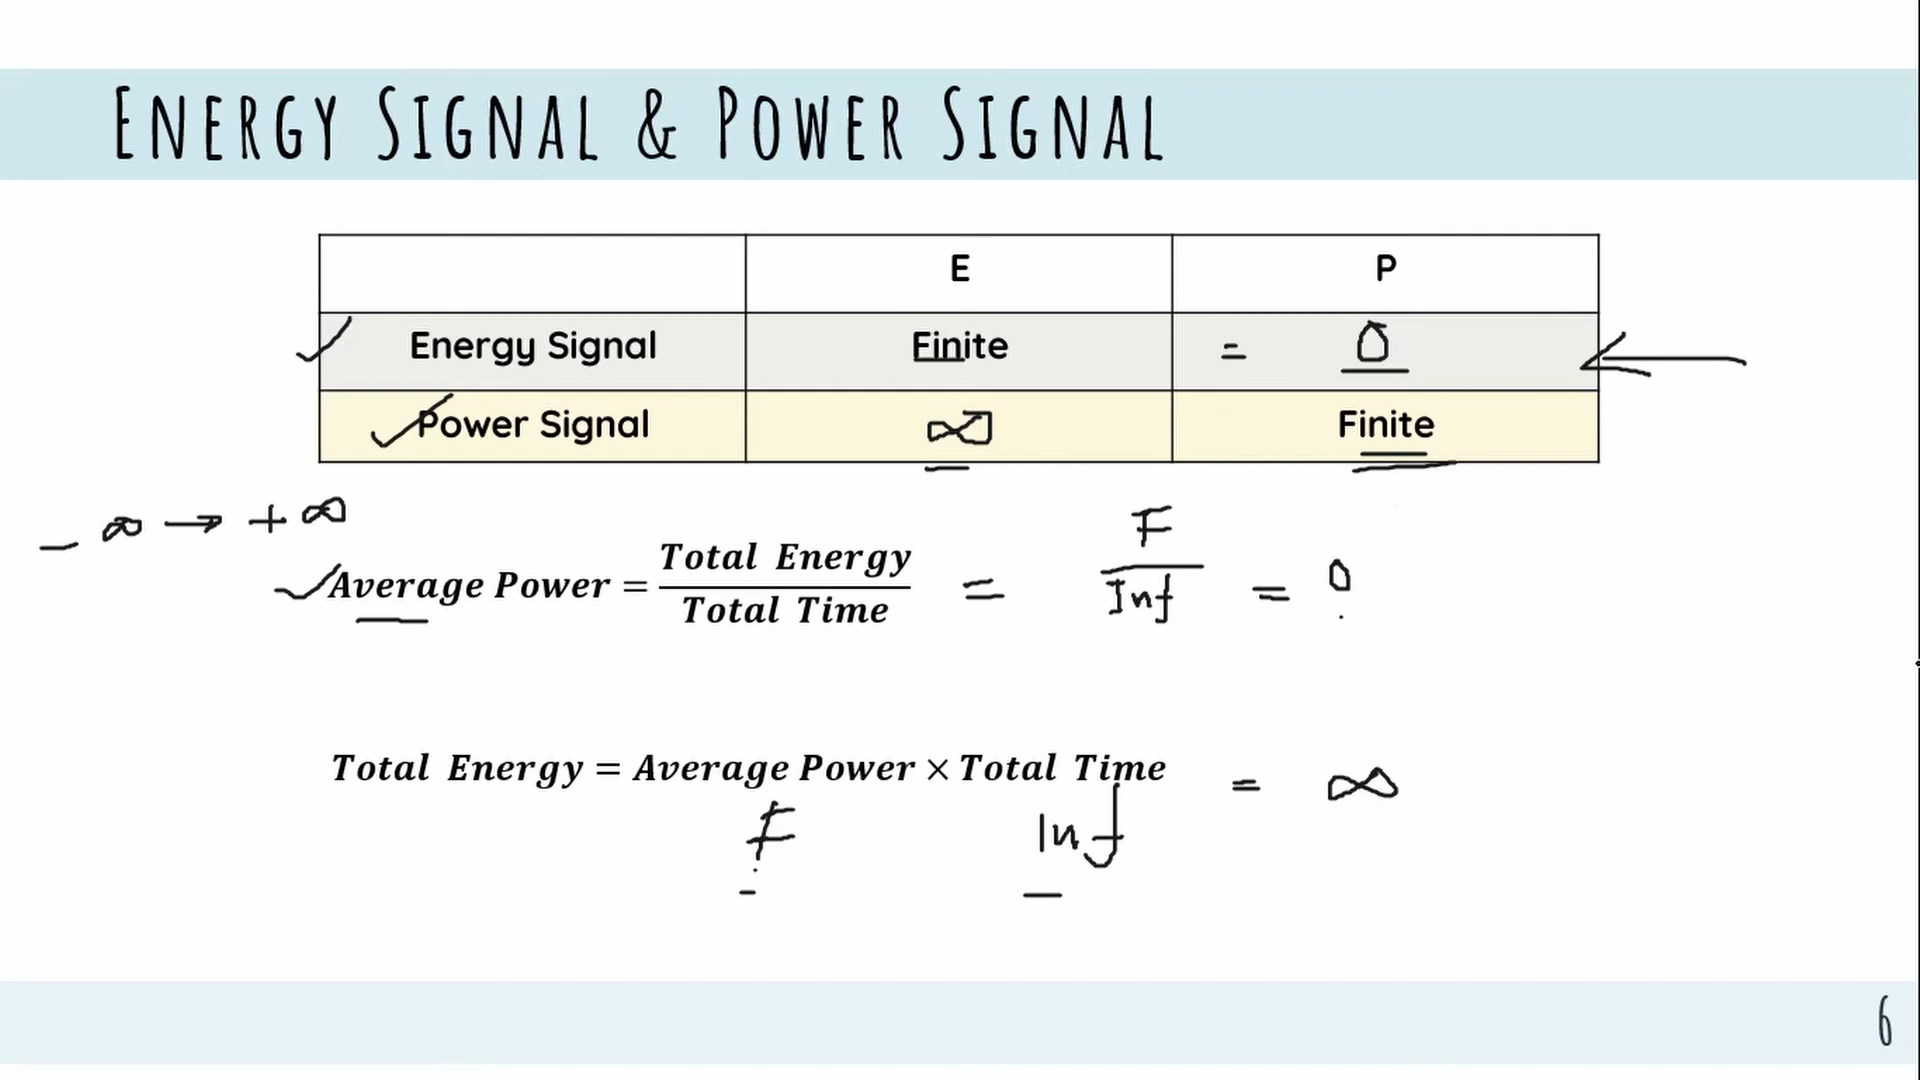 ENERGY SIGNAL & POWER SIGNAL
E P
Energy Signal Finite = 0
Power Signal ∞ Finite
- ∞ → + ∞
Average Power = Total Energy / Total Time = F / Inf = 0
Total Energy = Average Power × Total Time = ∞
F Inf
6